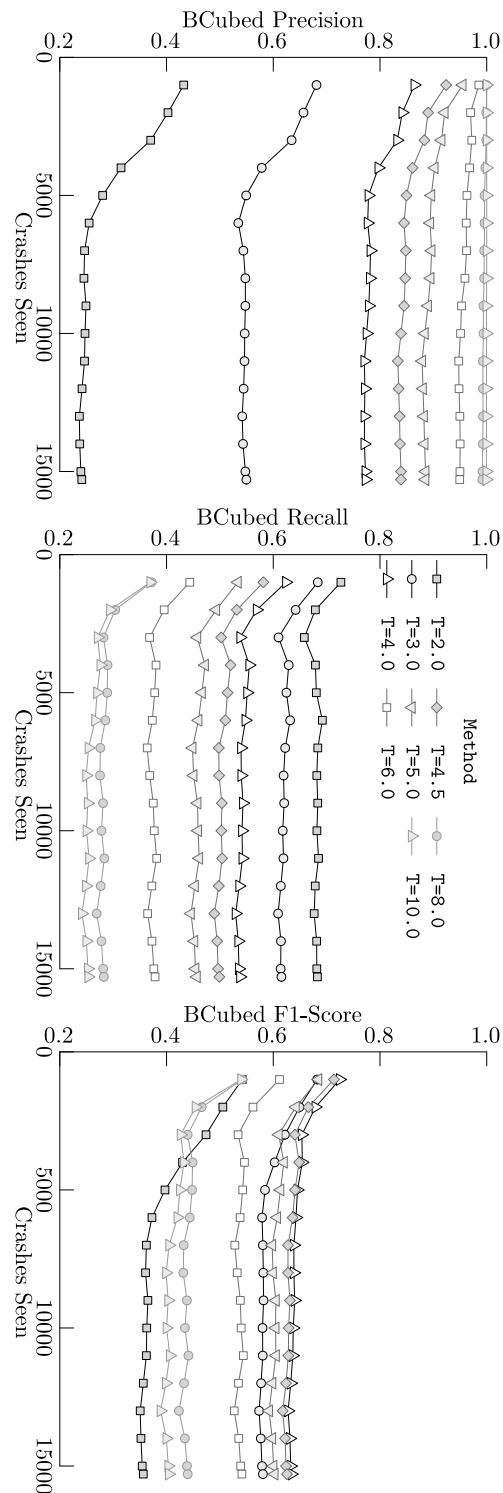 BCubed Precision
0.2
0.4
0.6
0.8
1.0
0
5000
10000
15000
Crashes Seen
BCubed Recall
0.2
0.4
0.6
0.8
1.0
0
5000
10000
15000
Crashes Seen
Method
T=2.0
T=3.0
T=4.0
T=4.5
T=5.0
T=6.0
T=8.0
T=10.0
BCubed F1-Score
0.2
0.4
0.6
0.8
1.0
0
5000
10000
15000
Crashes Seen